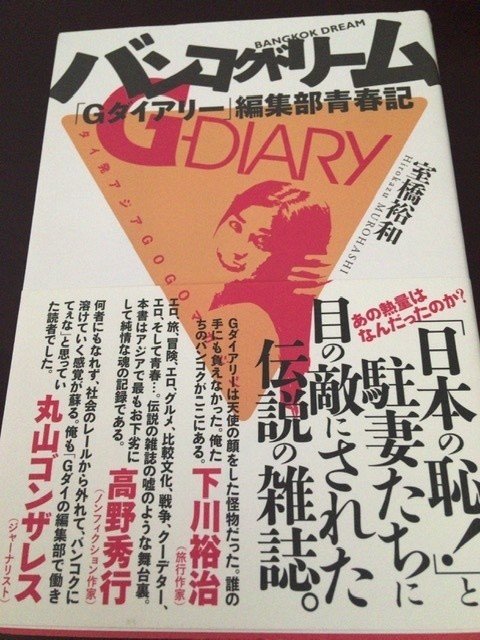 BANGKOK DREAM
バンコクドリーム
「Gダイアリー」編集部青春記
G-DIARY
タイ発アジアGOGO
室橋裕和
Hirokazu MUROHASHI
あの熱量は
なんだったのか?
「日本の恥!」と
駐妻たちに
目の敵にされた
伝説の雑誌。
Gダイアリーは天使の顔をした怪物だった。誰の
手にも負えなかった。俺た
ちのバンコクがここにある。
下川裕治
(旅行作家)
エロ、旅、冒険、エロ、グルメ、比較文化、戦争、クーデター、
エロ、そして青春…。伝説の雑誌の嘘のような舞台裏。
本書はアジアで最もお下劣に
して純情な魂の記録である。
高野秀行
(ノンフィクション作家)
何者にもなれず、社会のレールから外れて、バンコクに
溶けていく感覚が蘇る。俺も「Gダイの編集部で働き
てぇな」と思ってい
た読者でした。
丸山ゴンザレス
(ジャーナリスト)